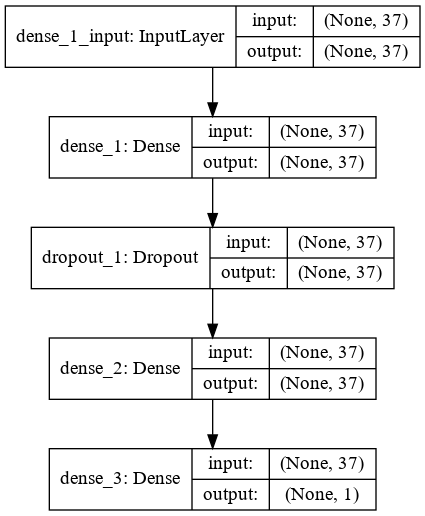 dense_1_input: InputLayer
input: (None, 37)
output: (None, 37)
dense_1: Dense
input: (None, 37)
output: (None, 37)
dropout_1: Dropout
input: (None, 37)
output: (None, 37)
dense_2: Dense
input: (None, 37)
output: (None, 37)
dense_3: Dense
input: (None, 37)
output: (None, 1)